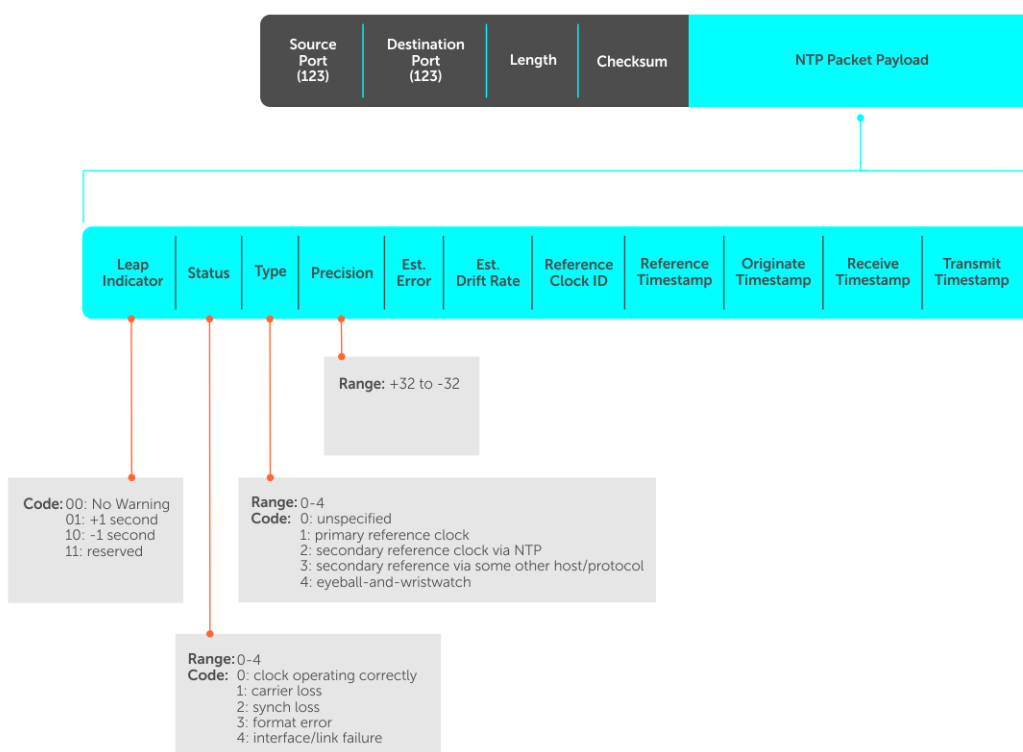 Source
Port
(123)
Destination
Port
(123)
Length
Checksum
NTP Packet Payload
Leap
Indicator
Status
Type
Precision
Est.
Error
Est.
Drift Rate
Reference
Clock ID
Reference
Timestamp
Originate
Timestamp
Receive
Timestamp
Transmit
Timestamp
Range: +32 to -32
Code: 00: No Warning
01: +1 second
10: -1 second
11: reserved
Range: 0-4
Code: 0: unspecified
1: primary reference clock
2: secondary reference clock via NTP
3: secondary reference via some other host/protocol
4: eyeball-and-wristwatch
Range: 0-4
Code: 0: clock operating correctly
1: carrier loss
2: synch loss
3: format error
4: interface/link failure